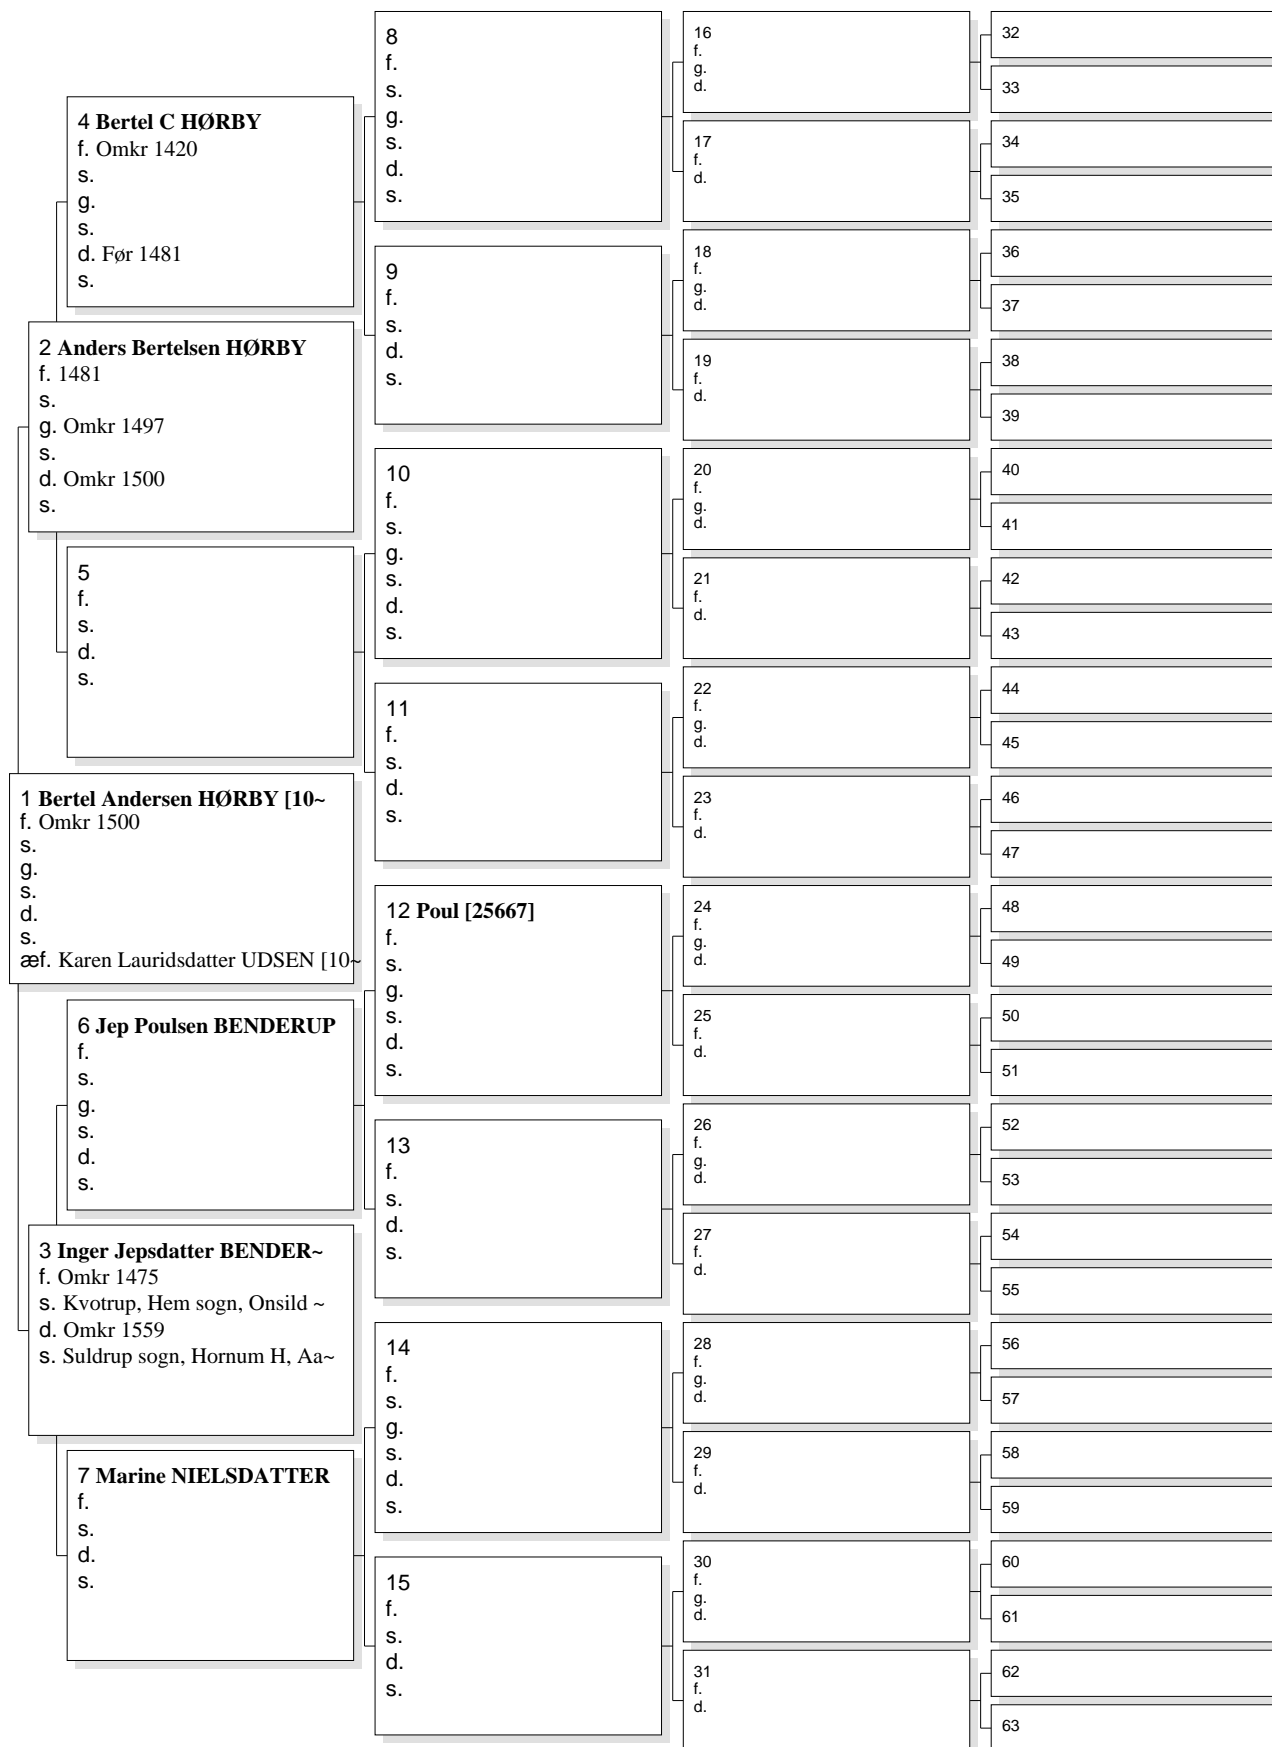 4 Bertel C HØRBY
f. Omkr 1420
s.
g.
s.
d. Før 1481
s.
2 Anders Bertelsen HØRBY
f. 1481
s.
g. Omkr 1497
s.
d. Omkr 1500
s.
5
f.
s.
d.
s.
1 Bertel Andersen HØRBY [10~
f. Omkr 1500
s.
g.
s.
d.
s.
æf. Karen Lauridsdatter UDSEN [10~
6 Jep Poulsen BENDERUP
f.
s.
g.
s.
d.
s.
3 Inger Jepsdatter BENDER~
f. Omkr 1475
s. Kvotrup, Hem sogn, Onsild ~
d. Omkr 1559
s. Suldrup sogn, Hornum H, Aa~
7 Marine NIELSDATTER
f.
s.
d.
s.
8
f.
s.
g.
s.
d.
s.
9
f.
s.
d.
s.
10
f.
s.
g.
s.
d.
s.
11
f.
s.
d.
s.
12 Poul [25667]
f.
s.
g.
s.
d.
s.
13
f.
s.
d.
s.
14
f.
s.
g.
s.
d.
s.
15
f.
s.
d.
s.
16
f.
g.
d.
17
f.
d.
18
f.
g.
d.
19
f.
d.
20
f.
g.
d.
21
f.
d.
22
f.
g.
d.
23
f.
d.
24
f.
g.
d.
25
f.
d.
26
f.
g.
d.
27
f.
d.
28
f.
g.
d.
29
f.
d.
30
f.
g.
d.
31
f.
d.
32
33
34
35
36
37
38
39
40
41
42
43
44
45
46
47
48
49
50
51
52
53
54
55
56
57
58
59
60
61
62
63